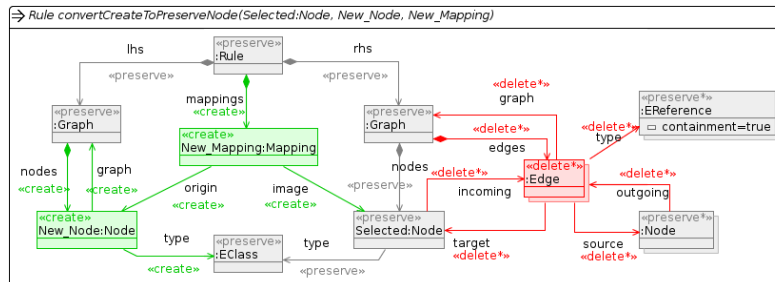 Rule convertCreateToPreserveNode(Selected:Node, New_Node, New_Mapping)
lhs
«preserve»
«preserve»
:Rule
rhs
«preserve»
mappings
«create»
«preserve»
:Graph
«create»
New_Mapping:Mapping
«preserve»
:Graph
«delete*»
graph
«delete*»
edges
«preserve*»
:EReference
containment=true
«delete*»
type
nodes
«create»
graph
«create»
origin
«create»
image
«create»
nodes
«preserve»
«delete*»
incoming
«delete*»
:Edge
«delete*»
outgoing
«create»
New_Node:Node
type
«create»
«preserve»
:EClass
type
«preserve»
«preserve»
Selected:Node
target
«delete*»
source
«delete*»
«preserve*»
:Node